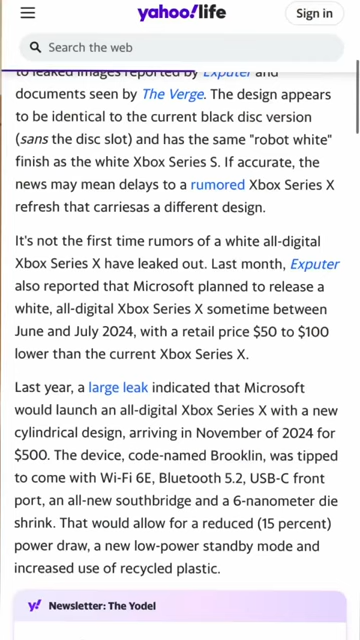 yahoo!life
Sign in
Search the web
to leaked images reported by Exputer and
documents seen by The Verge. The design appears
to be identical to the current black disc version
(sans the disc slot) and has the same "robot white"
finish as the white Xbox Series S. If accurate, the
news may mean delays to a rumored Xbox Series X
refresh that carriesas a different design.
It's not the first time rumors of a white all-digital
Xbox Series X have leaked out. Last month, Exputer
also reported that Microsoft planned to release a
white, all-digital Xbox Series X sometime between
June and July 2024, with a retail price $50 to $100
lower than the current Xbox Series X.
Last year, a large leak indicated that Microsoft
would launch an all-digital Xbox Series X with a new
cylindrical design, arriving in November of 2024 for
$500. The device, code-named Brooklin, was tipped
to come with Wi-Fi 6E, Bluetooth 5.2, USB-C front
port, an all-new southbridge and a 6-nanometer die
shrink. That would allow for a reduced (15 percent)
power draw, a new low-power standby mode and
increased use of recycled plastic.
y! Newsletter: The Yodel